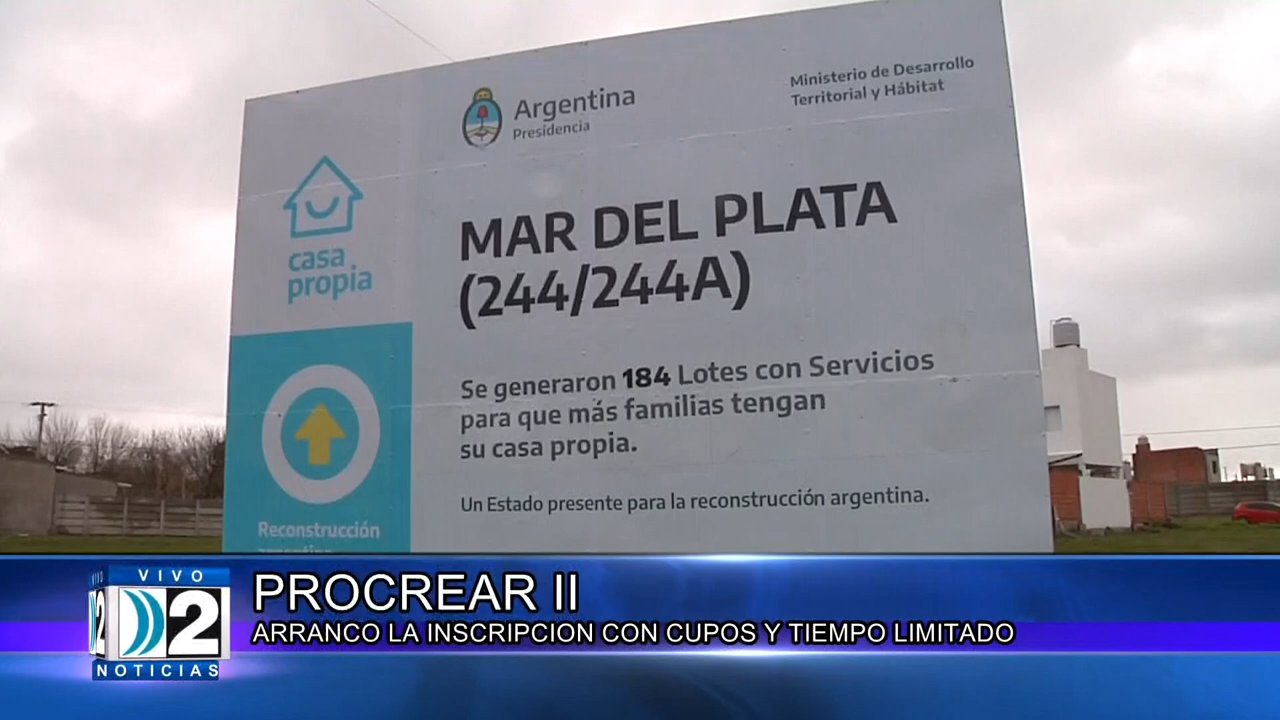 Argentina
Presidencia
Ministerio de Desarrollo
Territorial y Hábitat
casa
propia
MAR DEL PLATA
(244/244A)
Se generaron 184 Lotes con Servicios
para que más familias tengan
su casa propia.
Un Estado presente para la reconstrucción argentina.
Reconstrucción
VIVO
2
NOTICIAS
PROCREAR II
ARRANCO LA INSCRIPCION CON CUPOS Y TIEMPO LIMITADO